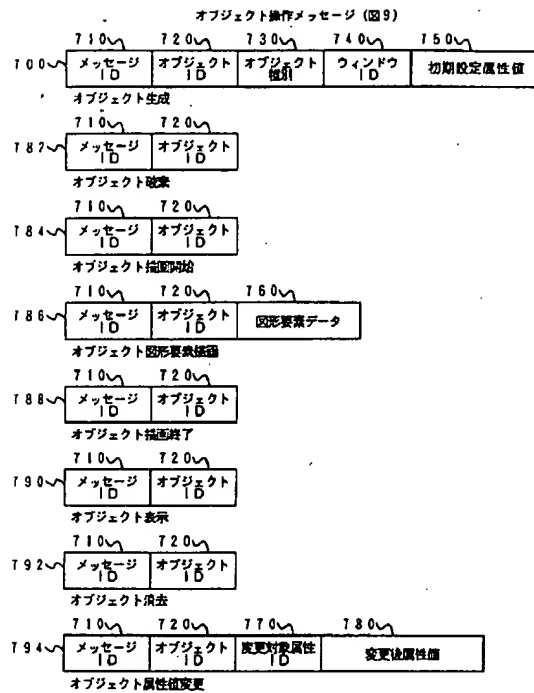 オブジェクト操作メッセージ (図9)
710 720 730 740 750
700 メッセージID オブジェクトID オブジェクト種別 ウィンドウID 初期設定属性値
オブジェクト生成
710 720
782 メッセージID オブジェクトID
オブジェクト破棄
710 720
784 メッセージID オブジェクトID
オブジェクト描画開始
710 720 760
786 メッセージID オブジェクトID 図形要素データ
オブジェクト図形要素描画
710 720
788 メッセージID オブジェクトID
オブジェクト描画終了
710 720
790 メッセージID オブジェクトID
オブジェクト表示
710 720
792 メッセージID オブジェクトID
オブジェクト消去
710 720 770 780
794 メッセージID オブジェクトID 変更対象属性ID 変更後属性値
オブジェクト属性値変更